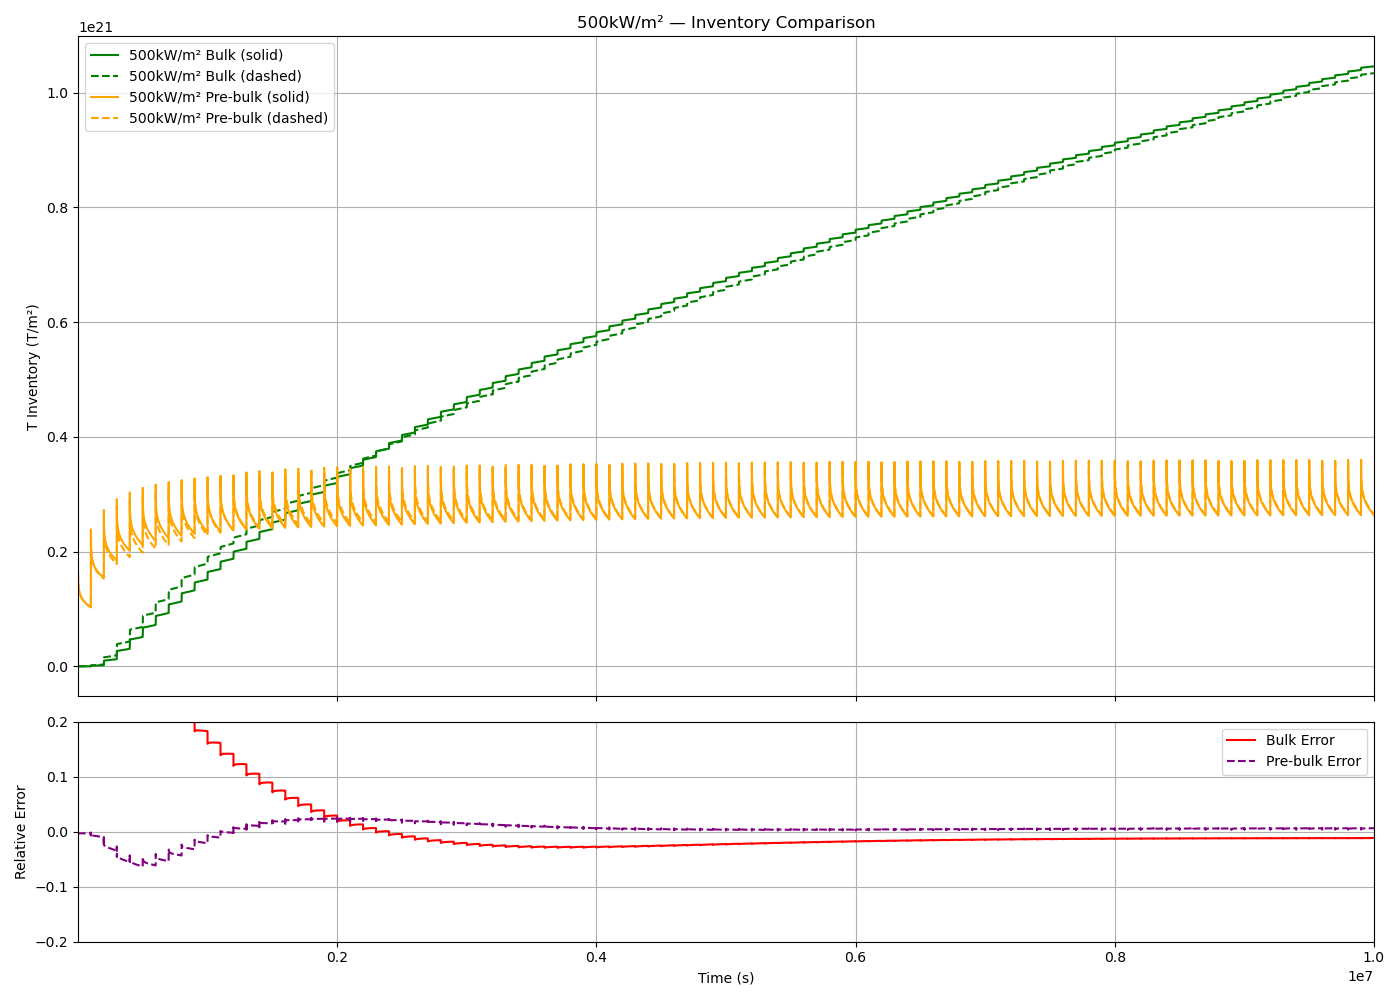 500kW/m² — Inventory Comparison
1e21
500kW/m² Bulk (solid)
500kW/m² Bulk (dashed)
500kW/m² Pre-bulk (solid)
500kW/m² Pre-bulk (dashed)
1.0
0.8
0.6
0.4
0.2
0.0
T Inventory (T/m²)
0.2
0.1
0.0
−0.1
−0.2
Relative Error
Bulk Error
Pre-bulk Error
0.2 0.4 0.6 0.8 1.0
Time (s)
1e7